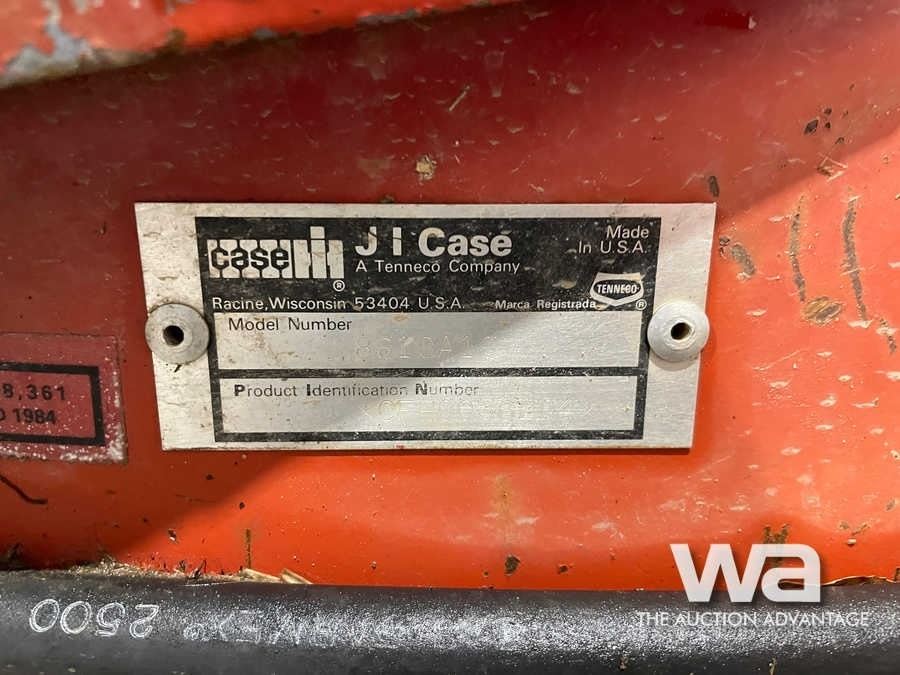 case IH ®
J I Case
A Tenneco Company
Made
In U.S.A.
TENNECO ®
Racine, Wisconsin 53404 U.S.A. Marca Registrada
Model Number
Product Identification Number
8,361
1984
2500
wa
THE AUCTION ADVANTAGE